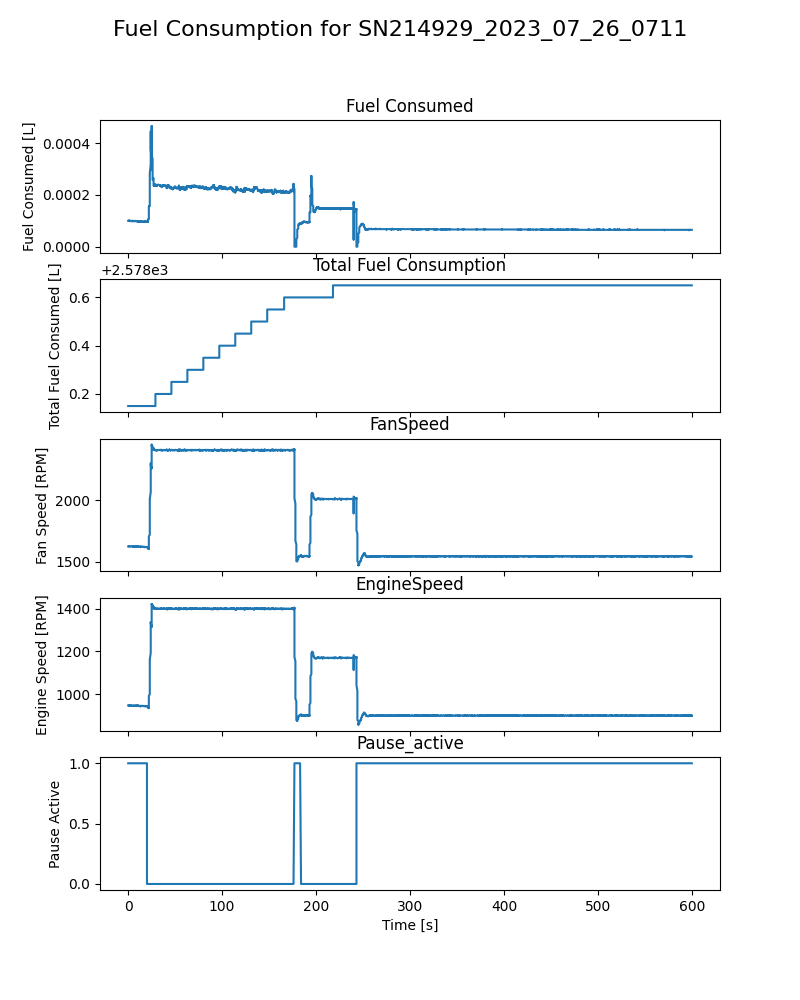 Fuel Consumption for SN214929_2023_07_26_0711
Fuel Consumed
Fuel Consumed [L]
0.0004
0.0002
0.0000
+2.578e3
Total Fuel Consumption
Total Fuel Consumed [L]
0.6
0.4
0.2
FanSpeed
Fan Speed [RPM]
2000
1500
EngineSpeed
Engine Speed [RPM]
1400
1200
1000
Pause_active
Pause Active
1.0
0.5
0.0
0 100 200 300 400 500 600
Time [s]